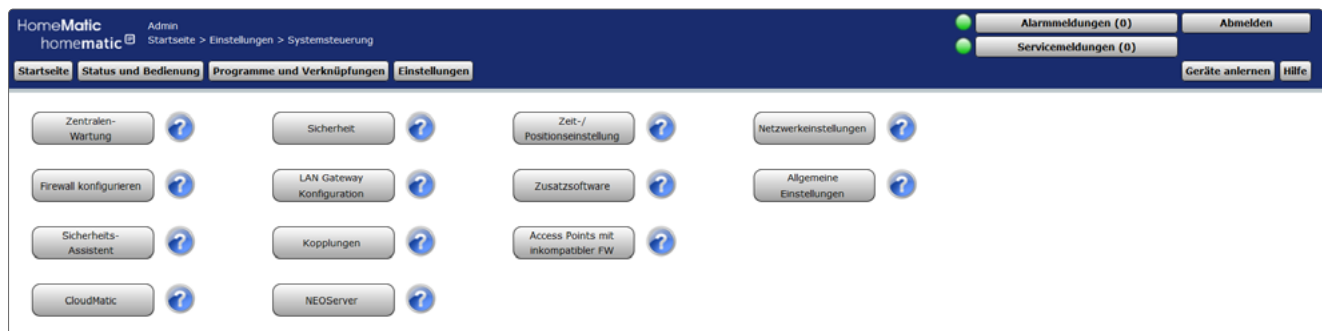 HomeMatic
homematic IP
Admin
Startseite > Einstellungen > Systemsteuerung
Alarmmeldungen (0)
Abmelden
Servicemeldungen (0)
Startseite
Status und Bedienung
Programme und Verknüpfungen
Einstellungen
Geräte anlernen
Hilfe
Zentralen-
Wartung
?
Sicherheit
?
Zeit-/
Positionseinstellung
?
Netzwerkeinstellungen
?
Firewall konfigurieren
?
LAN Gateway
Konfiguration
?
Zusatzsoftware
?
Allgemeine
Einstellungen
?
Sicherheits-
Assistent
?
Kopplungen
?
Access Points mit
inkompatibler FW
?
CloudMatic
?
NEOServer
?